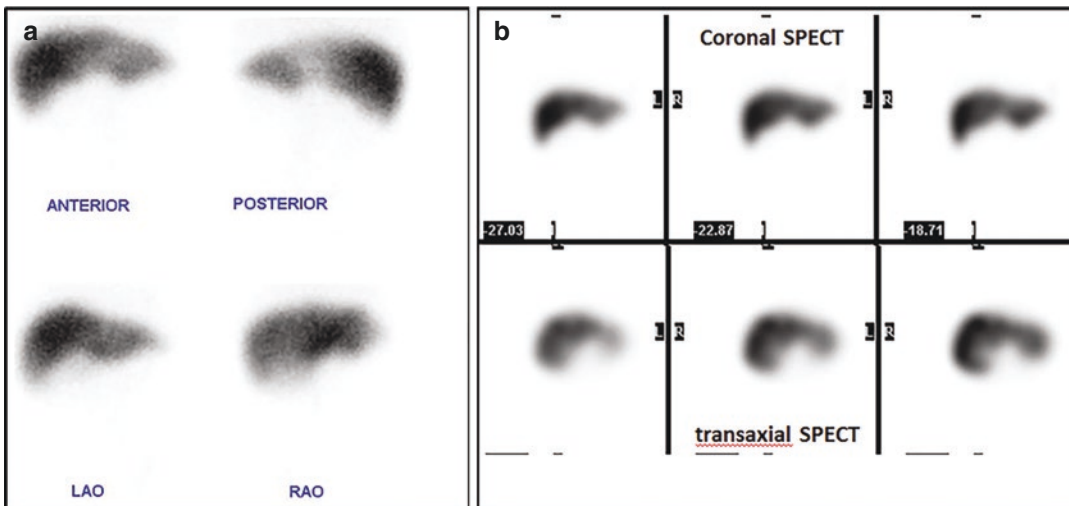 a
ANTERIOR POSTERIOR
LAO RAO
b
Coronal SPECT
L R L R
-27.03 -22.87 -18.71
L R L R
transaxial SPECT